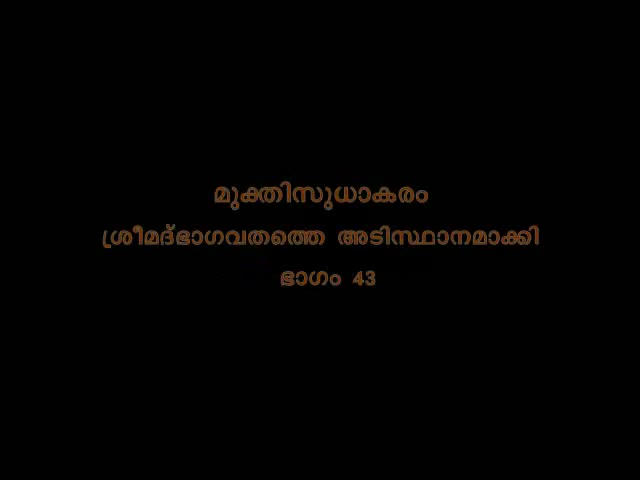 മുക്തിസുധാകരം
ശ്രീമദ്ഭാഗവതത്തെ അടിസ്ഥാനമാക്കി
ഭാഗം 43